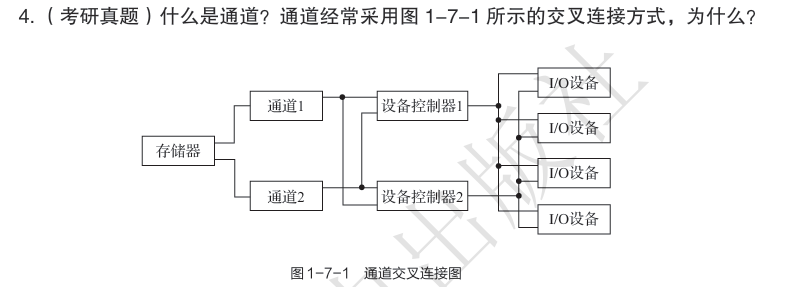 4.（考研真题）什么是通道？通道经常采用图 1-7-1 所示的交叉连接方式，为什么？
I/O设备
通道1
设备控制器1
I/O设备
存储器
I/O设备
通道2
设备控制器2
I/O设备
图 1-7-1 通道交叉连接图
出版社